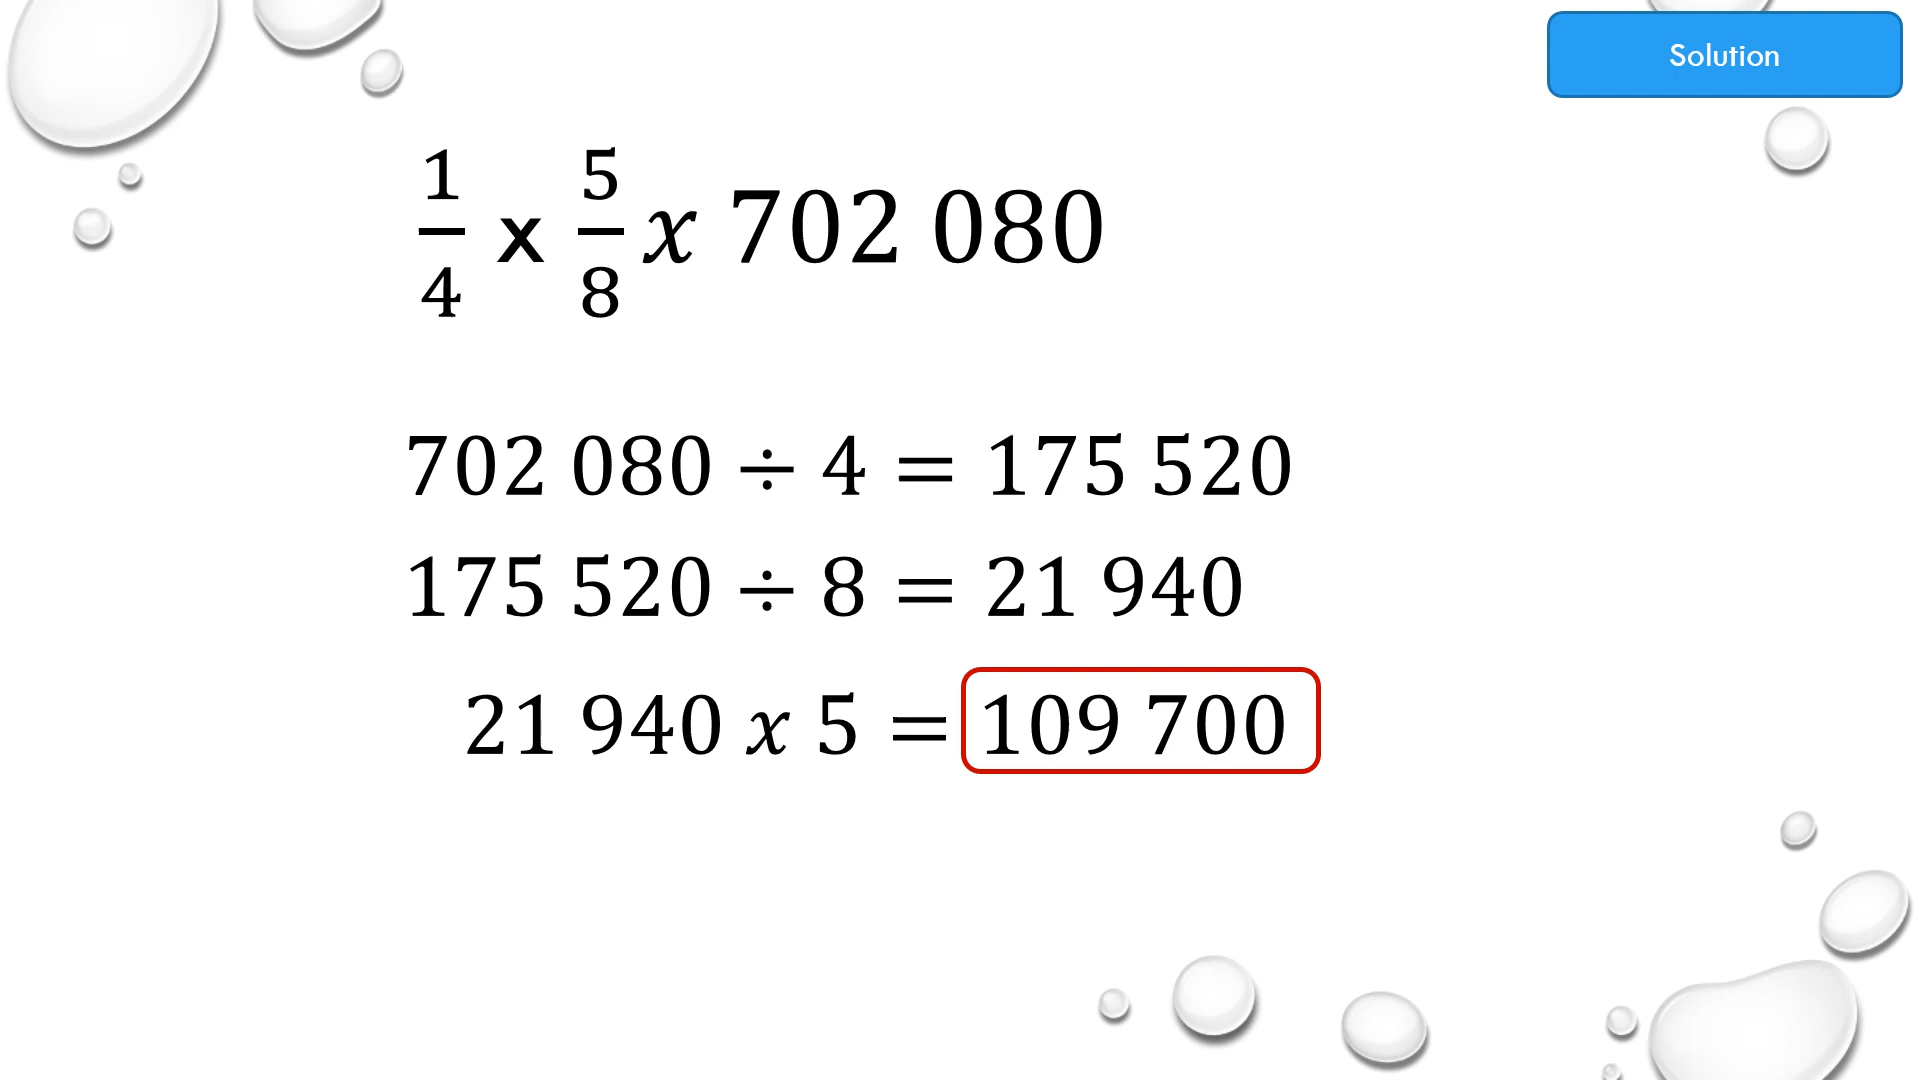 Solution
1/4 x 5/8 x 702 080
702 080 ÷ 4 = 175 520
175 520 ÷ 8 = 21 940
21 940 x 5 = 109 700